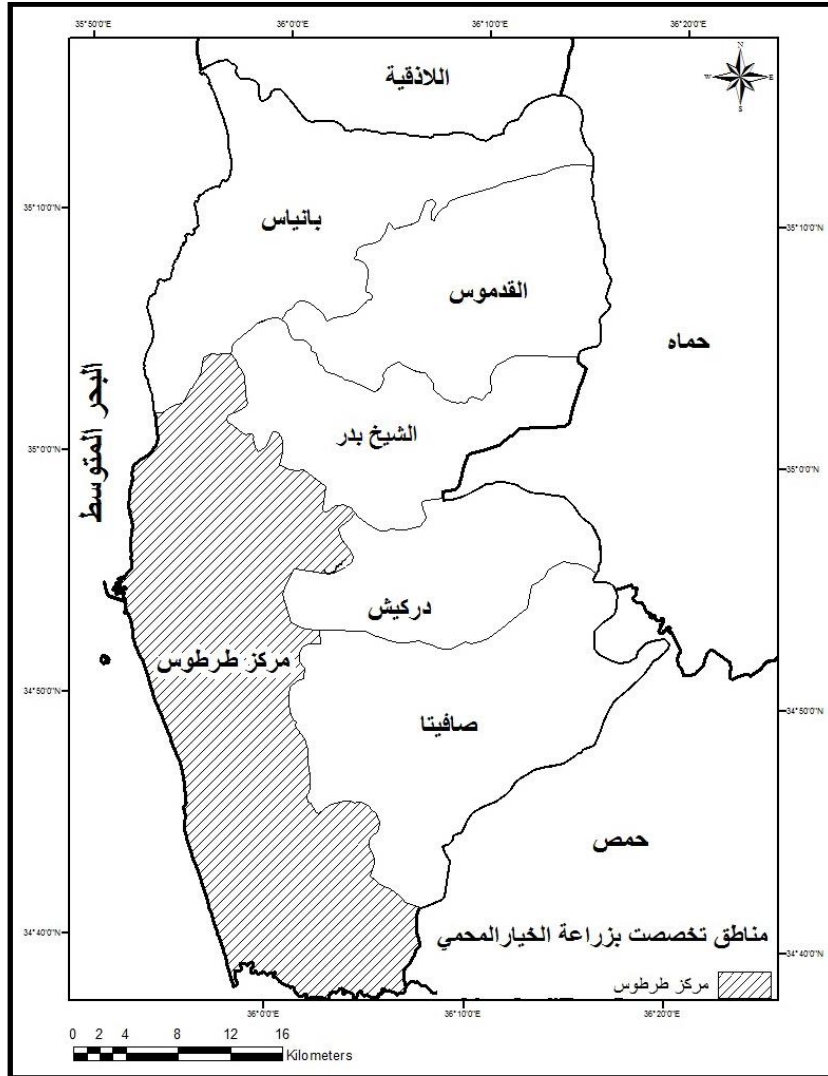 35°50'0"E
36°0'0"E
36°10'0"E
36°20'0"E
N
W
E
S
اللاذقية
35°10'0"N
35°10'0"N
بانياس
القدموس
حماه
البحر المتوسط
الشيخ بدر
35°0'0"N
35°0'0"N
دركيش
مركز طرطوس
34°50'0"N
34°50'0"N
صافيتا
حمص
34°40'0"N
34°40'0"N
مناطق تخصصت بزراعة الخيارالمحمي
مركز طرطوس
36°0'0"E
36°10'0"E
36°20'0"E
0 2 4 8 12 16
Kilometers